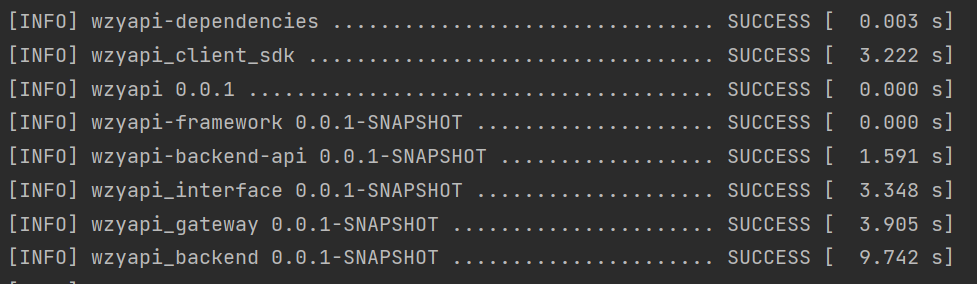 [INFO] wzyapi-dependencies ................................. SUCCESS [  0.003 s]
[INFO] wzyapi_client_sdk ................................... SUCCESS [  3.222 s]
[INFO] wzyapi 0.0.1 ........................................ SUCCESS [  0.000 s]
[INFO] wzyapi-framework 0.0.1-SNAPSHOT ..................... SUCCESS [  0.000 s]
[INFO] wzyapi-backend-api 0.0.1-SNAPSHOT ................... SUCCESS [  1.591 s]
[INFO] wzyapi_interface 0.0.1-SNAPSHOT ..................... SUCCESS [  3.348 s]
[INFO] wzyapi_gateway 0.0.1-SNAPSHOT ....................... SUCCESS [  3.905 s]
[INFO] wzyapi_backend 0.0.1-SNAPSHOT ....................... SUCCESS [  9.742 s]